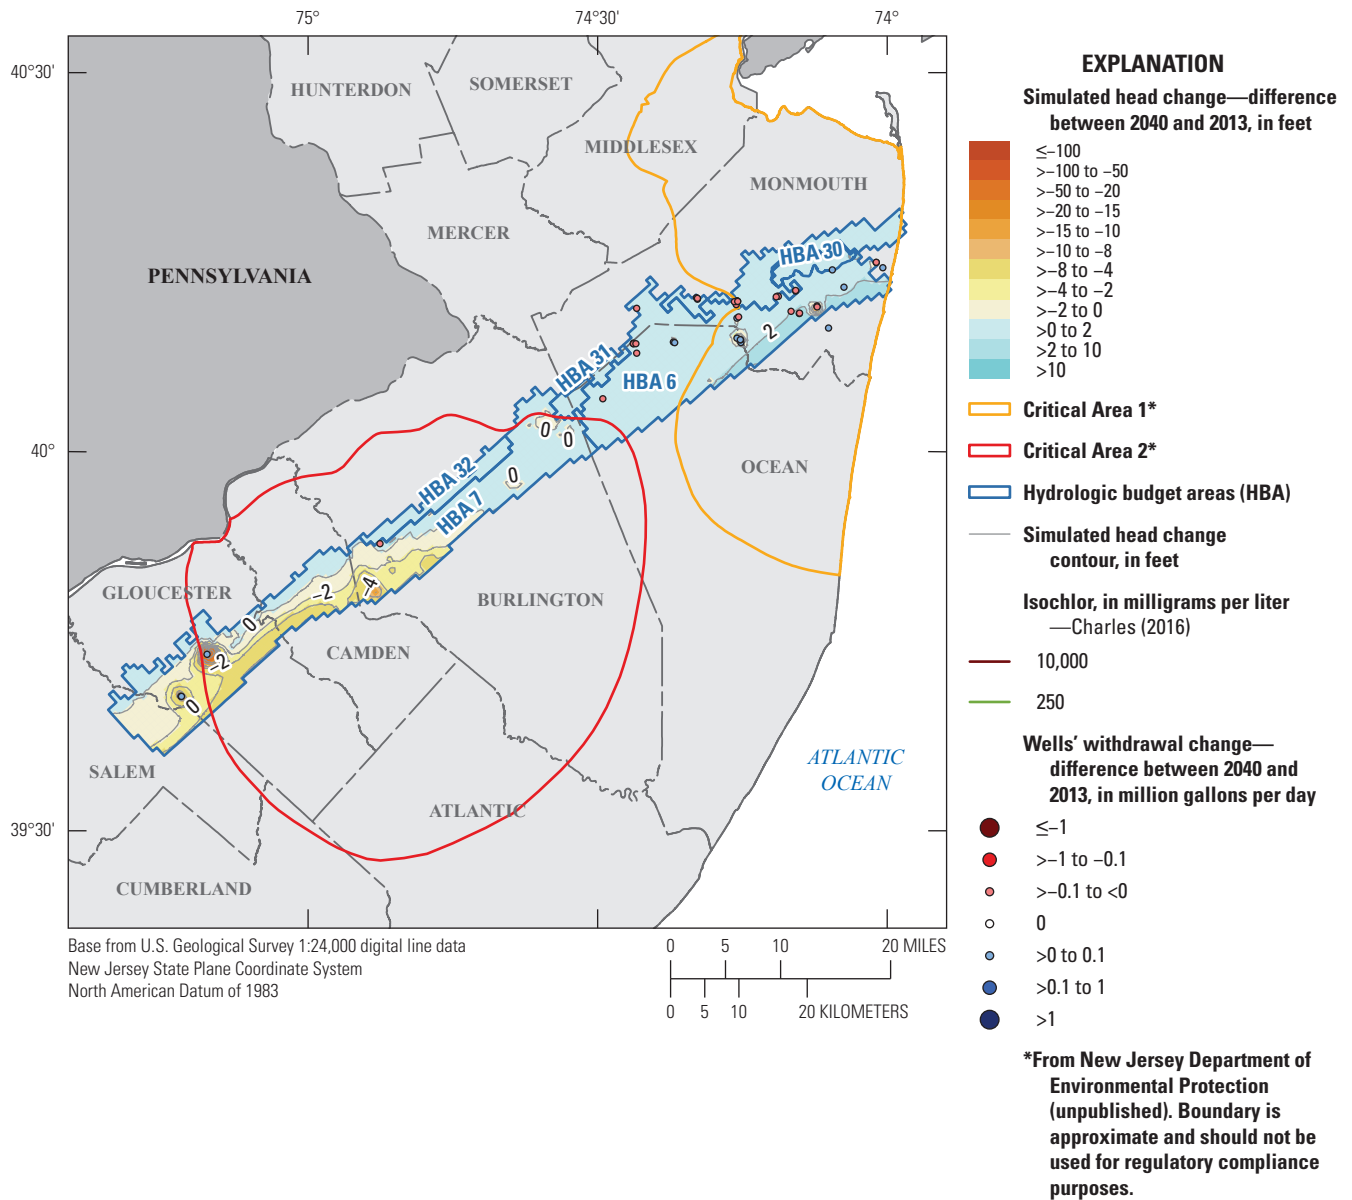 75°
74°30'
74°
40°30'
40°
39°30'
HUNTERDON
SOMERSET
MIDDLESEX
MONMOUTH
MERCER
PENNSYLVANIA
HBA 30
2
HBA 31
HBA 6
0
0
OCEAN
HBA 32
0
HBA 7
−4
−2
GLOUCESTER
BURLINGTON
0
CAMDEN
−2
0
SALEM
ATLANTIC
OCEAN
ATLANTIC
CUMBERLAND
Base from U.S. Geological Survey 1:24,000 digital line data
New Jersey State Plane Coordinate System
North American Datum of 1983
0 5 10 20 MILES
0 5 10 20 KILOMETERS
EXPLANATION
Simulated head change—difference
between 2040 and 2013, in feet
≤−100
>−100 to −50
>−50 to −20
>−20 to −15
>−15 to −10
>−10 to −8
>−8 to −4
>−4 to −2
>−2 to 0
>0 to 2
>2 to 10
>10
Critical Area 1*
Critical Area 2*
Hydrologic budget areas (HBA)
Simulated head change
contour, in feet
Isochlor, in milligrams per liter
—Charles (2016)
10,000
250
Wells' withdrawal change—
difference between 2040 and
2013, in million gallons per day
≤−1
>−1 to −0.1
>−0.1 to <0
0
>0 to 0.1
>0.1 to 1
>1
*From New Jersey Department of
Environmental Protection
(unpublished). Boundary is
approximate and should not be
used for regulatory compliance
purposes.